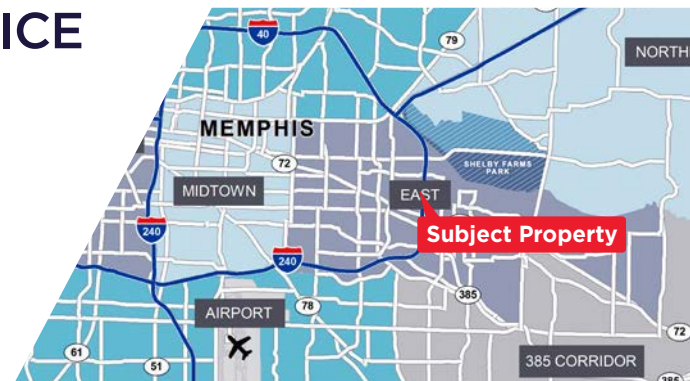 ICE
40
79
NORTH
MEMPHIS
72
SHELBY FARMS
PARK
MIDTOWN
EAST
240
Subject Property
240
AIRPORT
78
385
72
61
51
385 CORRIDOR
385